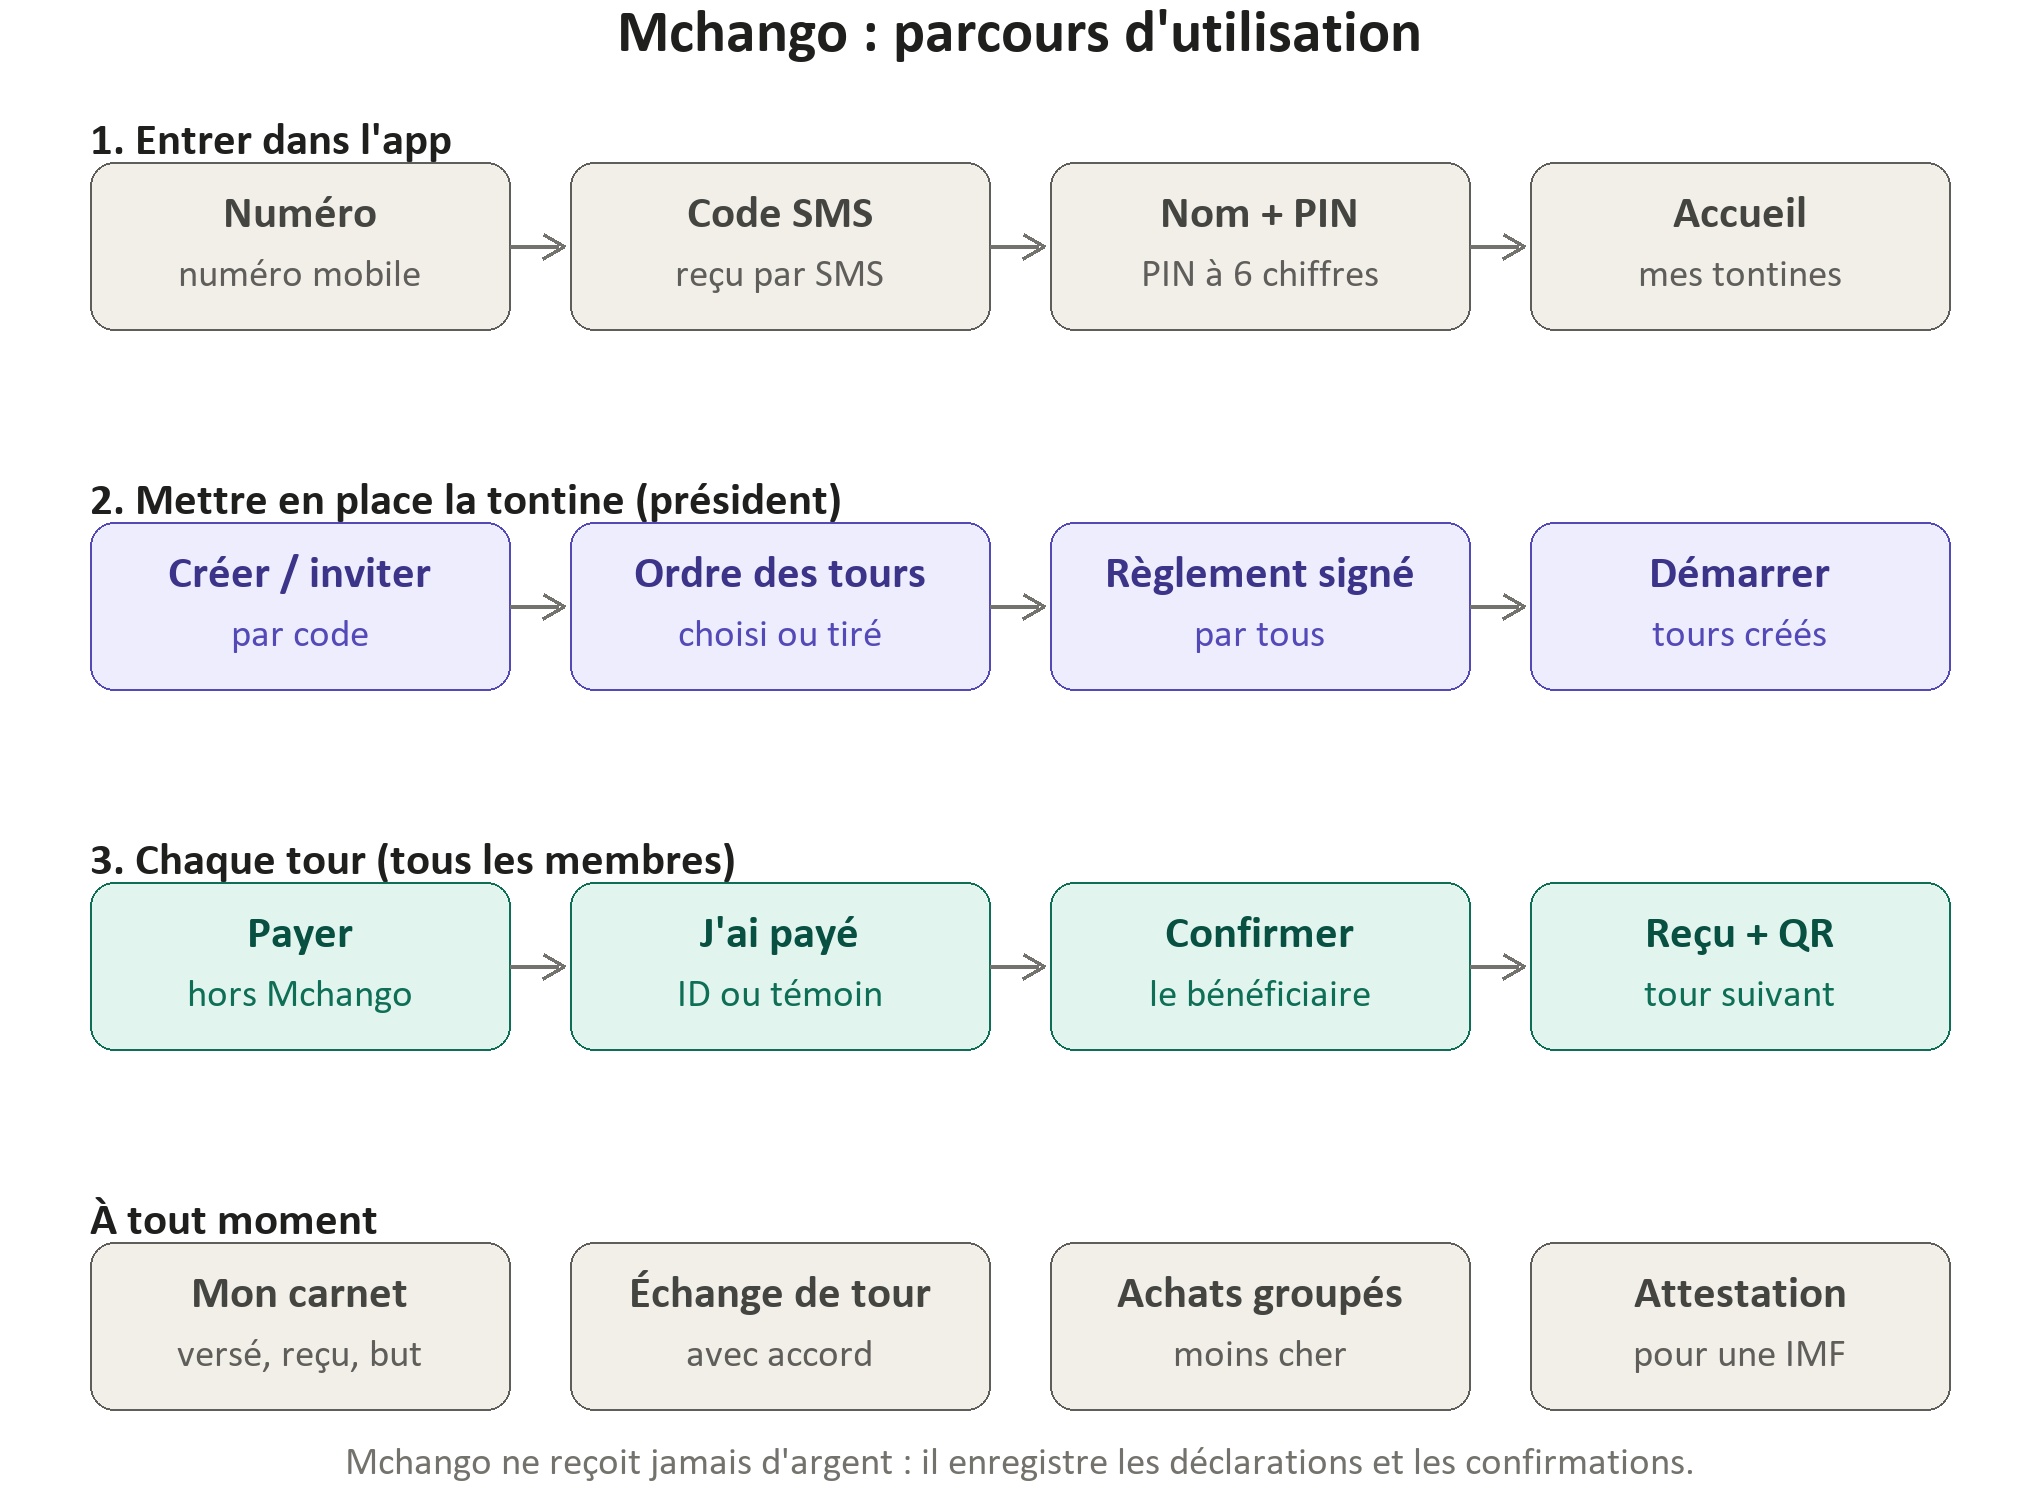 Mchango : parcours d'utilisation
1. Entrer dans l'app
Numéro
numéro mobile
Code SMS
reçu par SMS
Nom + PIN
PIN à 6 chiffres
Accueil
mes tontines
2. Mettre en place la tontine (président)
Créer / inviter
par code
Ordre des tours
choisi ou tiré
Règlement signé
par tous
Démarrer
tours créés
3. Chaque tour (tous les membres)
Payer
hors Mchango
J'ai payé
ID ou témoin
Confirmer
le bénéficiaire
Reçu + QR
tour suivant
À tout moment
Mon carnet
versé, reçu, but
Échange de tour
avec accord
Achats groupés
moins cher
Attestation
pour une IMF
Mchango ne reçoit jamais d'argent : il enregistre les déclarations et les confirmations.